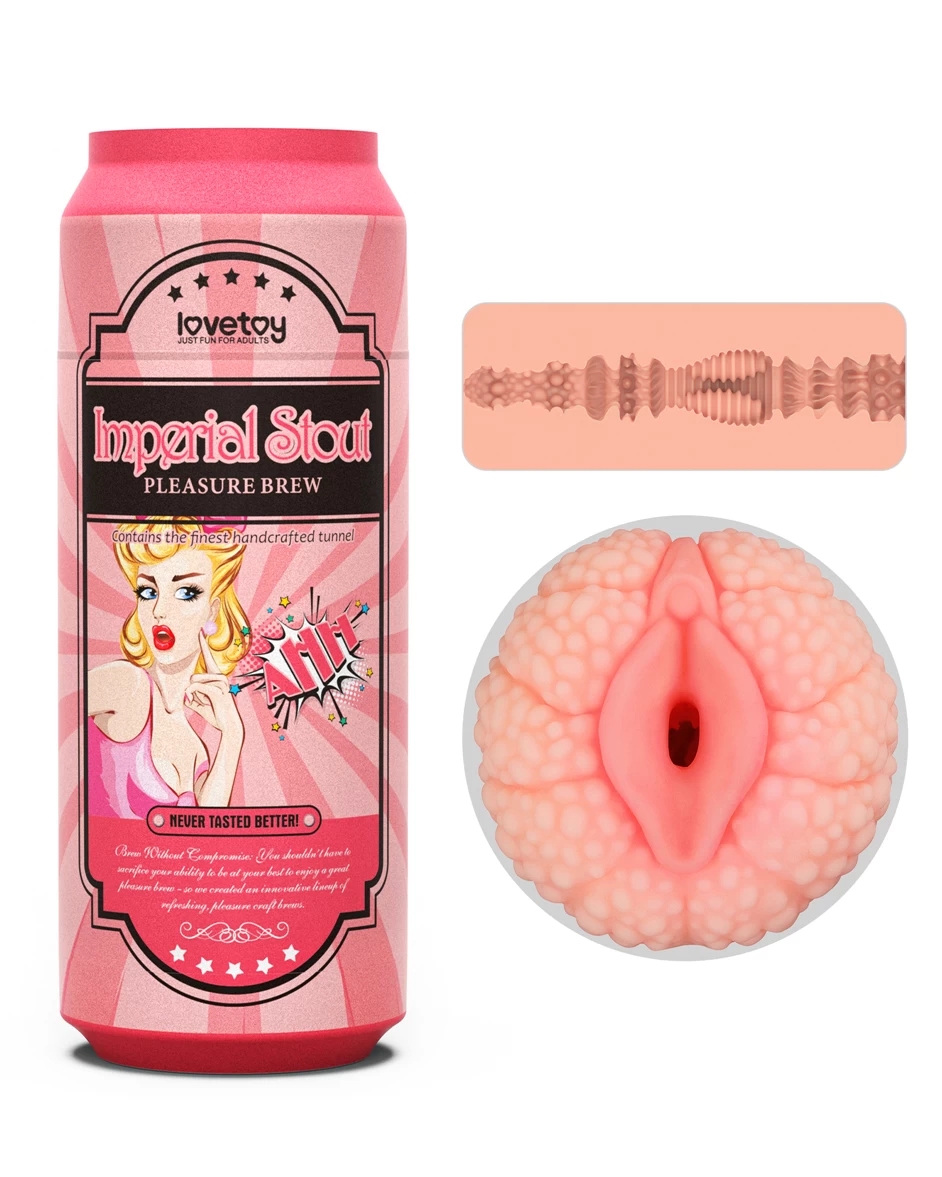 lovetoy
JUST FUN FOR ADULTS
Imperial Stout
PLEASURE BREW
Contains the finest handcrafted tunnel
AHH
NEVER TASTED BETTER!
Brew Without Compromise: You shouldn't have to
sacrifice your ability to be at your best to enjoy a great
pleasure brew - so we created an innovative lineup of
refreshing, pleasure craft brews.